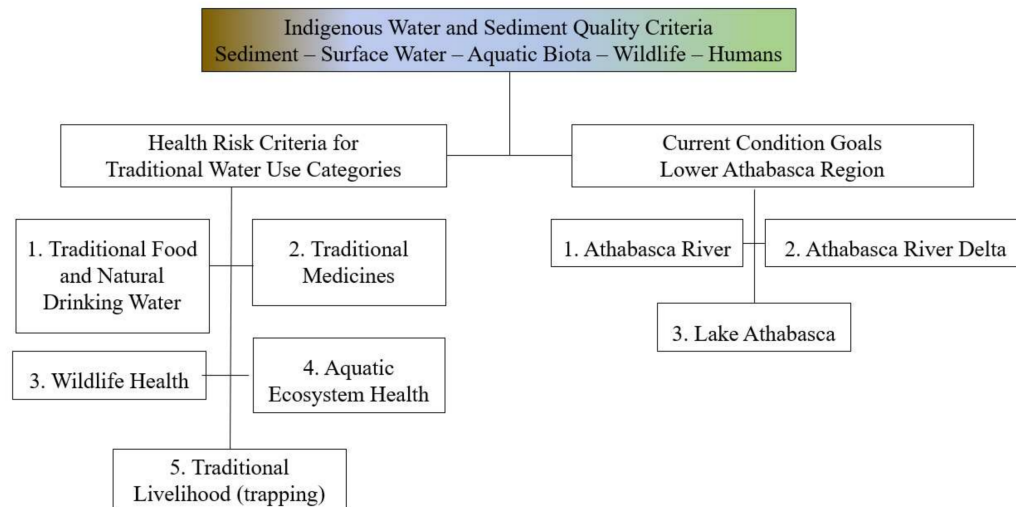 Indigenous Water and Sediment Quality Criteria
Sediment – Surface Water – Aquatic Biota – Wildlife – Humans
Health Risk Criteria for
Traditional Water Use Categories
Current Condition Goals
Lower Athabasca Region
1. Traditional Food
and Natural
Drinking Water
2. Traditional
Medicines
1. Athabasca River
2. Athabasca River Delta
3. Lake Athabasca
3. Wildlife Health
4. Aquatic
Ecosystem Health
5. Traditional
Livelihood (trapping)